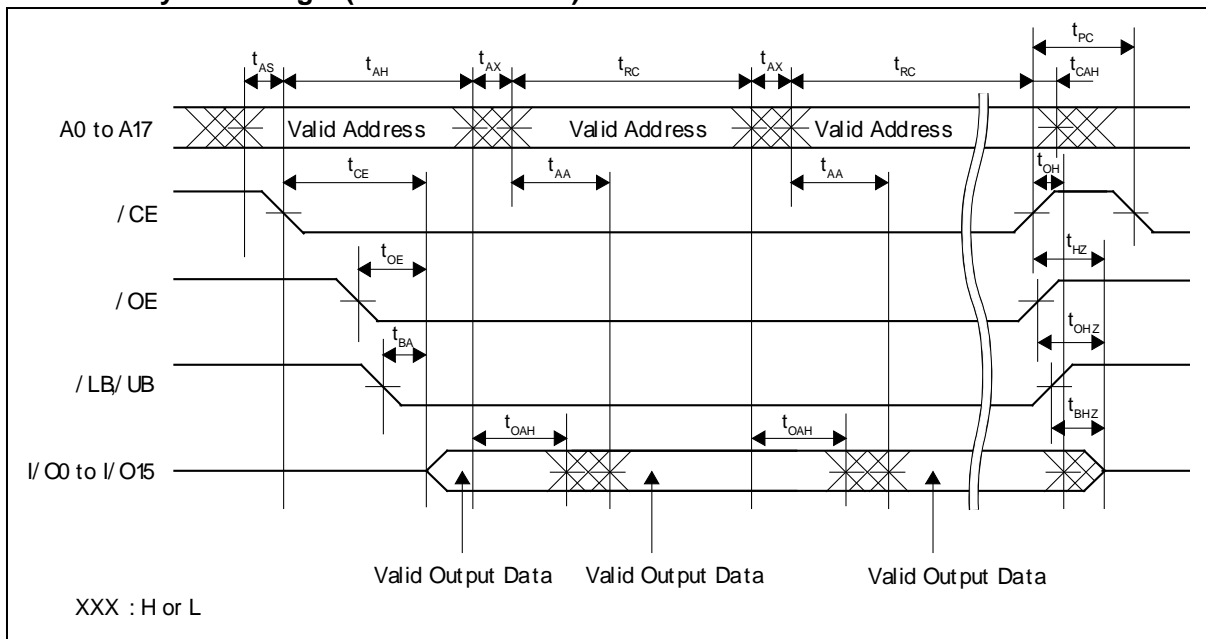 t_PC
t_AS t_AH t_AX t_RC t_AX t_RC t_CAH
A0 to A17 Valid Address Valid Address Valid Address
t_CE t_AA t_AA t_OH
/CE
t_OE t_HZ
/OE
t_BA t_OHZ
/LB,/UB
t_OAH t_OAH t_BHZ
I/O0 to I/O15
Valid Output Data Valid Output Data Valid Output Data
XXX : H or L